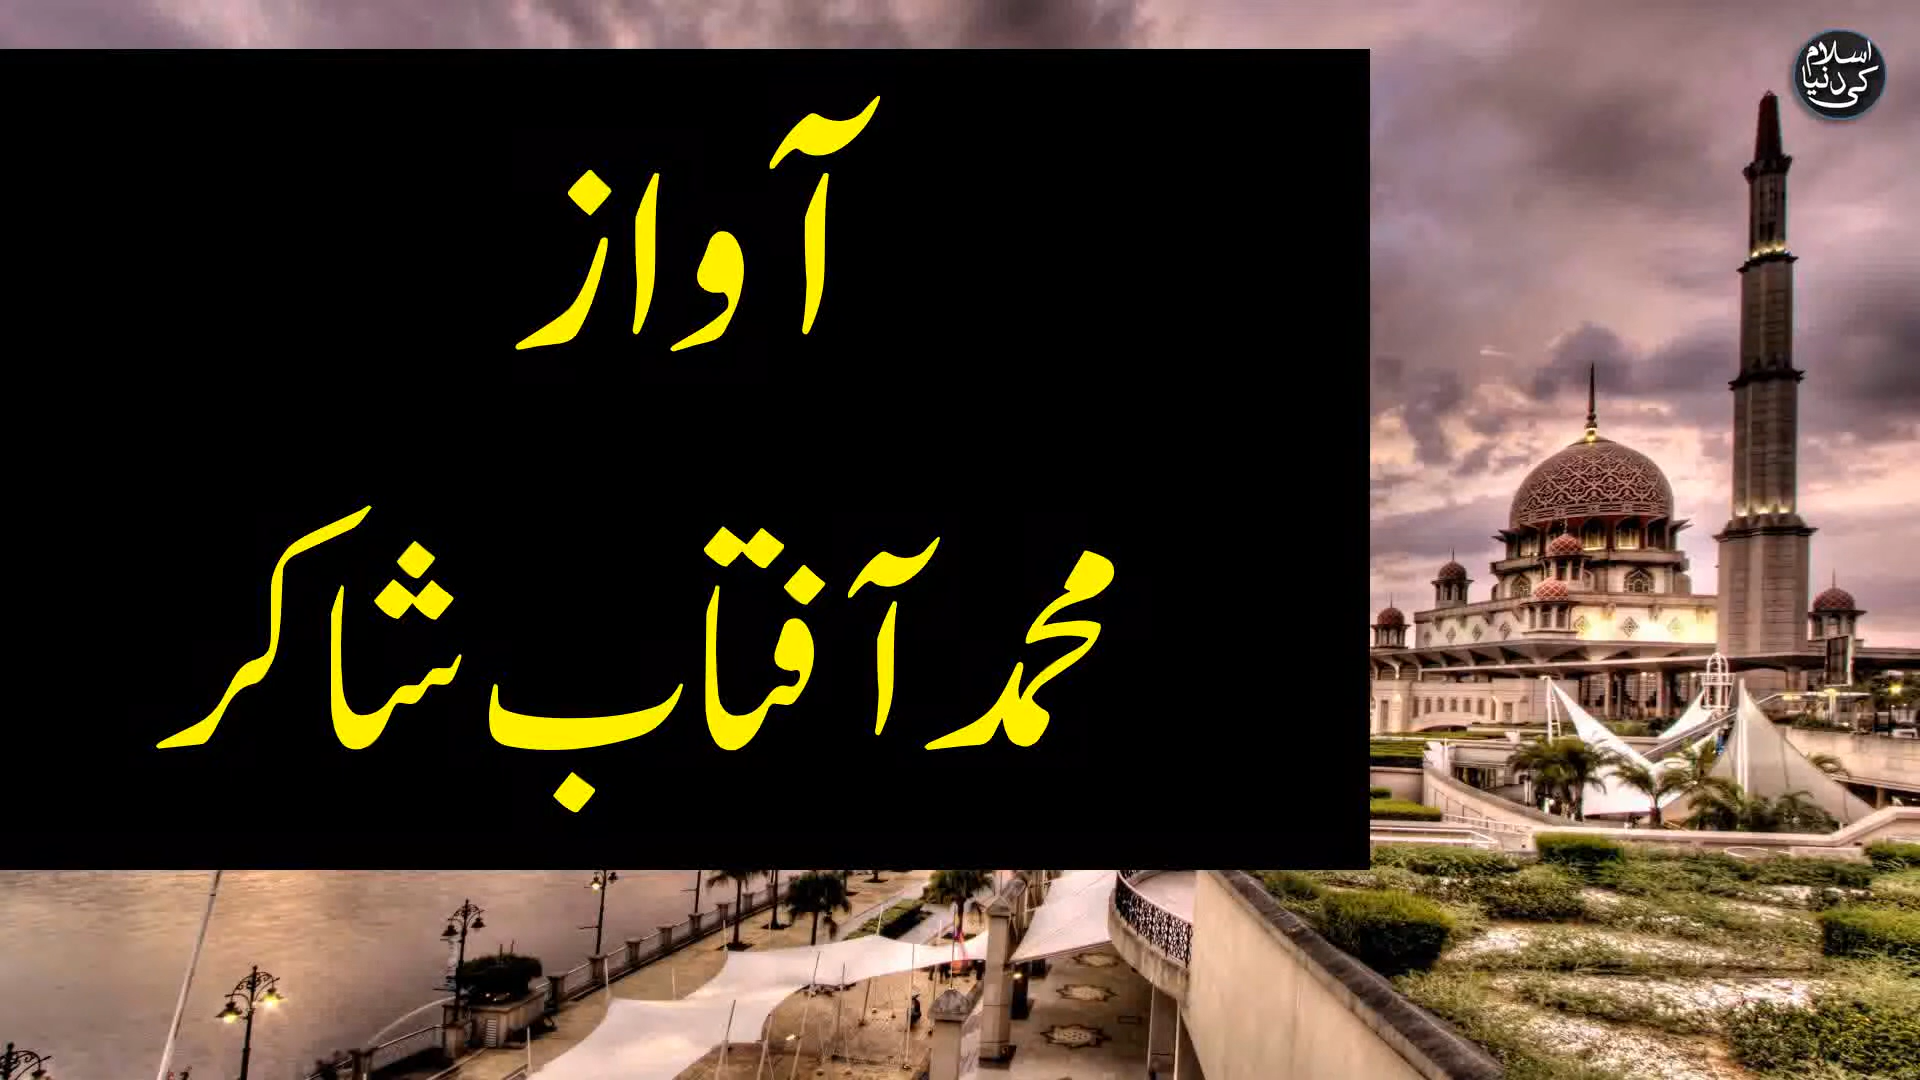 اسلام
کی دنیا
آواز
محمد آفتاب شاکر